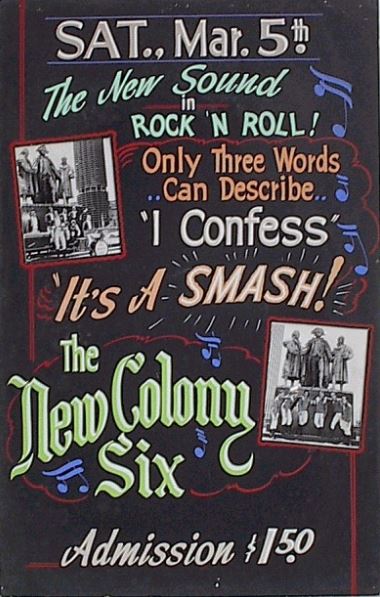 SAT., Mar. 5th
The New Sound
in
ROCK 'N ROLL!
Only Three Words
..Can Describe..
"I Confess"
"It's A SMASH!
The
New Colony
Six
Admission $1.50